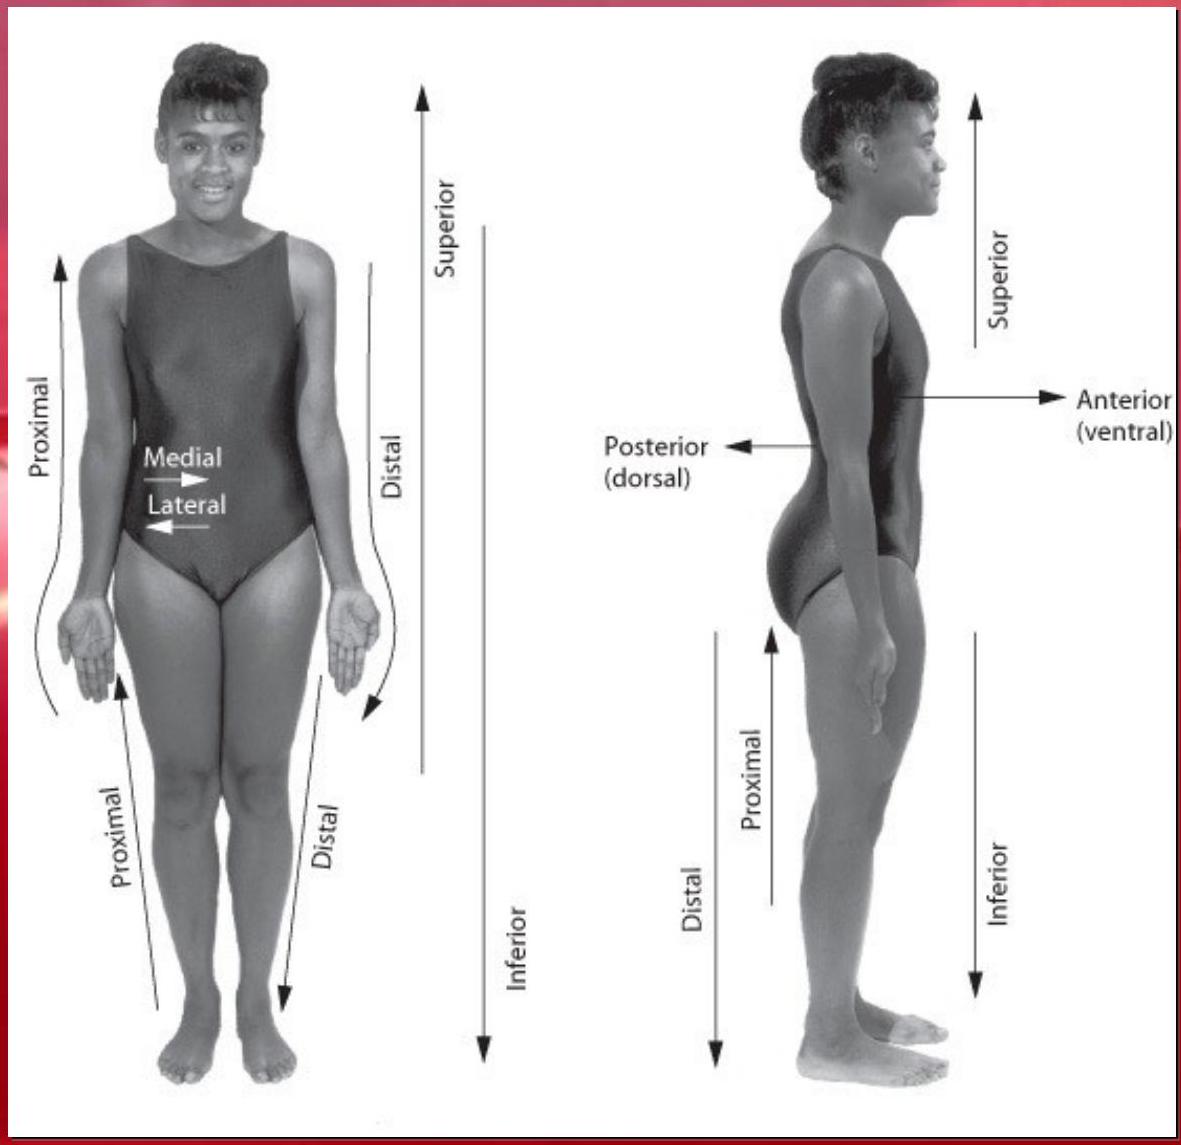 Superior
Proximal
Medial
Lateral
Distal
Proximal
Distal
Inferior
Superior
Anterior
(ventral)
Posterior
(dorsal)
Proximal
Distal
Inferior